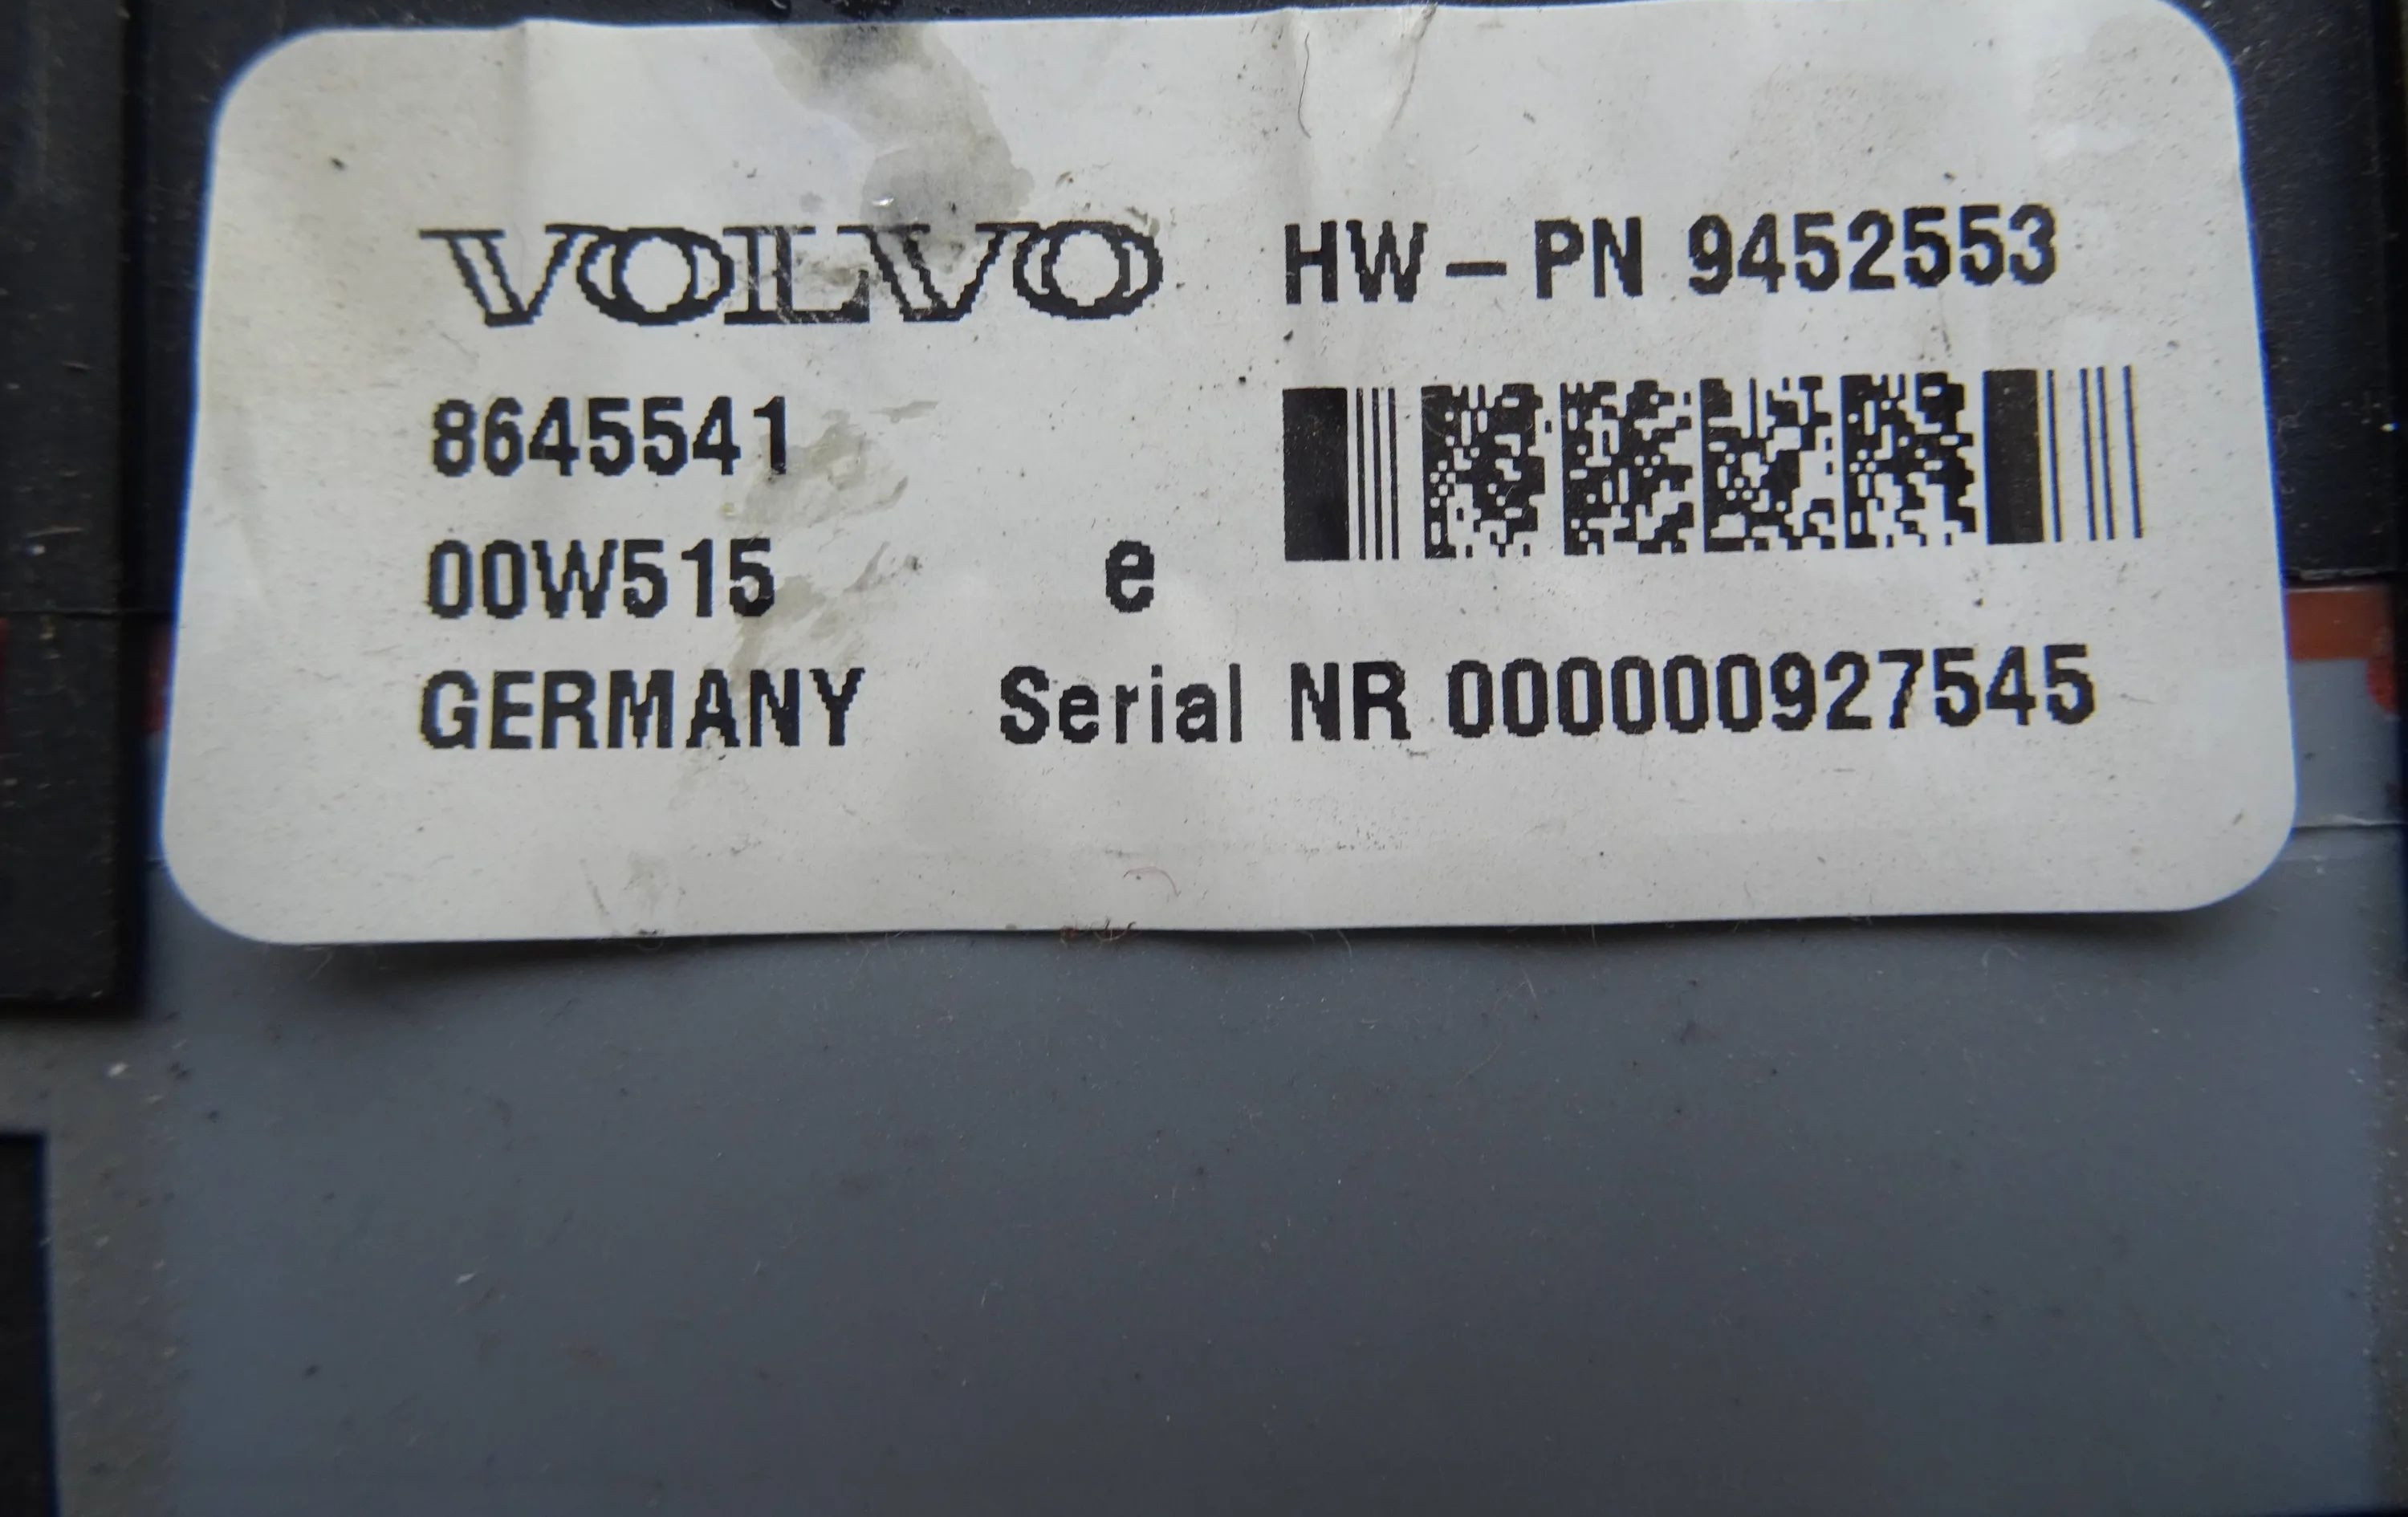 VOLVO HW-PN 9452553
8645541
00W515 e
GERMANY Serial NR 000000927545